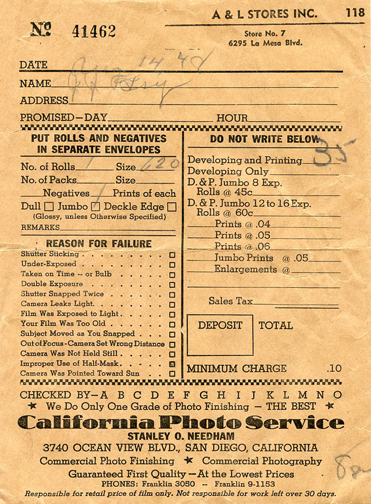 A & L STORES INC. 118
No. 41462
Store No. 7
6295 La Mesa Blvd.
DATE 14 48
NAME
ADDRESS
PROMISED—DAY HOUR
PUT ROLLS AND NEGATIVES
IN SEPARATE ENVELOPES
No. of Rolls 1 Size 620
No. of Packs Size
Negatives 1 Prints of each
Dull Jumbo Deckle Edge
(Glossy, unless Otherwise Specified)
REMARKS
REASON FOR FAILURE
Shutter Sticking
Under-Exposed
Taken on Time -- or Bulb
Double Exposure
Shutter Snapped Twice
Camera Leaks Light
Film Was Exposed to Light
Your Film Was Too Old
Subject Moved as You Snapped
Out of Focus - Camera Set Wrong Distance
Camera Was Not Held Still
Improper Use of Half-Mask
Camera Was Pointed Toward Sun
DO NOT WRITE BELOW
35
Developing and Printing
Developing Only
D. & P. Jumbo 8 Exp.
Rolls @ 45c
D. & P. Jumbo 12 to 16 Exp.
Rolls @ 60c
Prints @ .04
Prints @ .05
Prints @ .06
Jumbo Prints @ .05
Enlargements @
Sales Tax
DEPOSIT TOTAL
MINIMUM CHARGE .10
CHECKED BY—A B C D E F G H I J K L M N O
★ We Do Only One Grade of Photo Finishing — THE BEST ★
California Photo Service
STANLEY O. NEEDHAM
3740 OCEAN VIEW BLVD., SAN DIEGO, CALIFORNIA
Commercial Photo Finishing ★ Commercial Photography
Guaranteed First Quality — At the Lowest Prices
PHONES: Franklin 3050 -- Franklin 9-1153
Responsible for retail price of film only. Not responsible for work left over 30 days.